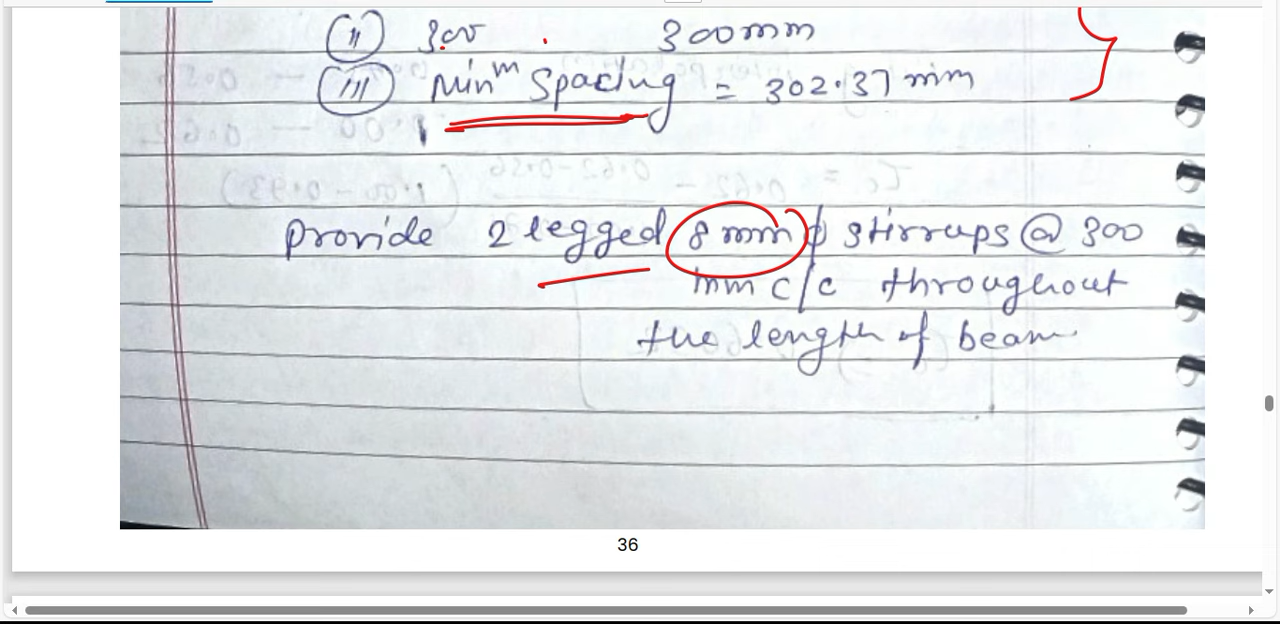 (ii) 300 300mm
(iii) Minᵐ Spacing = 302.37 mm
provide 2 legged 8 mm ϕ stirrups @ 300
mm c/c throughout
the length of beam
36